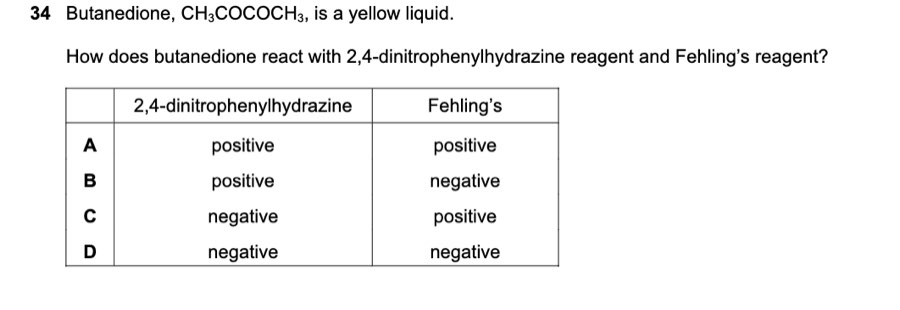 34 Butanedione, CH₃COCOCH₃, is a yellow liquid.
How does butanedione react with 2,4-dinitrophenylhydrazine reagent and Fehling's reagent?
2,4-dinitrophenylhydrazine Fehling's
A positive positive
B positive negative
C negative positive
D negative negative